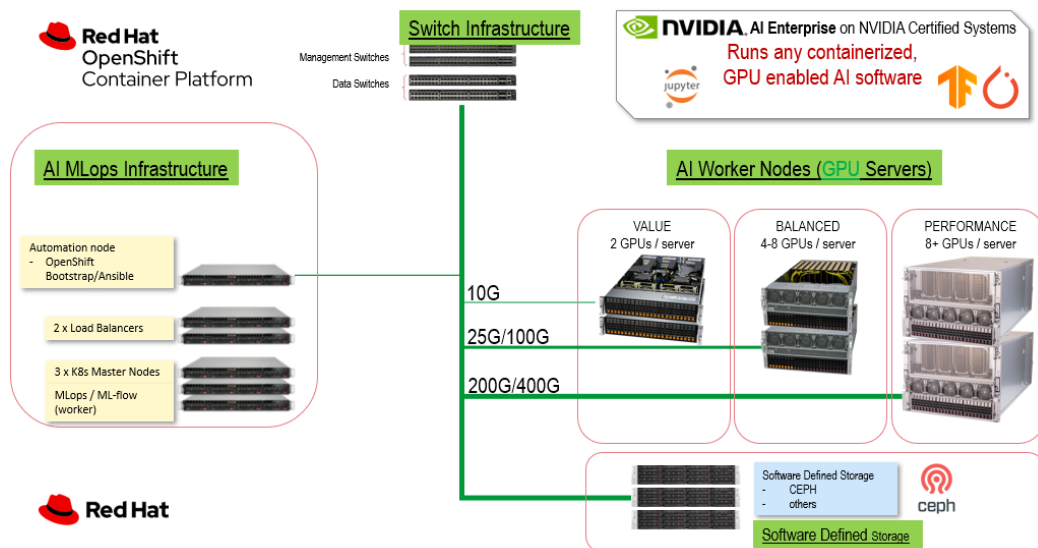 Red Hat
OpenShift
Container Platform
Switch Infrastructure
Management Switches
Data Switches
NVIDIA. AI Enterprise on NVIDIA Certified Systems
Runs any containerized,
GPU enabled AI software
jupyter
AI MLops Infrastructure
Automation node
- OpenShift
Bootstrap/Ansible
2 x Load Balancers
3 x K8s Master Nodes
MLops / ML-flow
(worker)
AI Worker Nodes (GPU Servers)
VALUE
2 GPUs / server
BALANCED
4-8 GPUs / server
PERFORMANCE
8+ GPUs / server
10G
25G/100G
200G/400G
Software Defined Storage
- CEPH
- others
ceph
Software Defined Storage
Red Hat